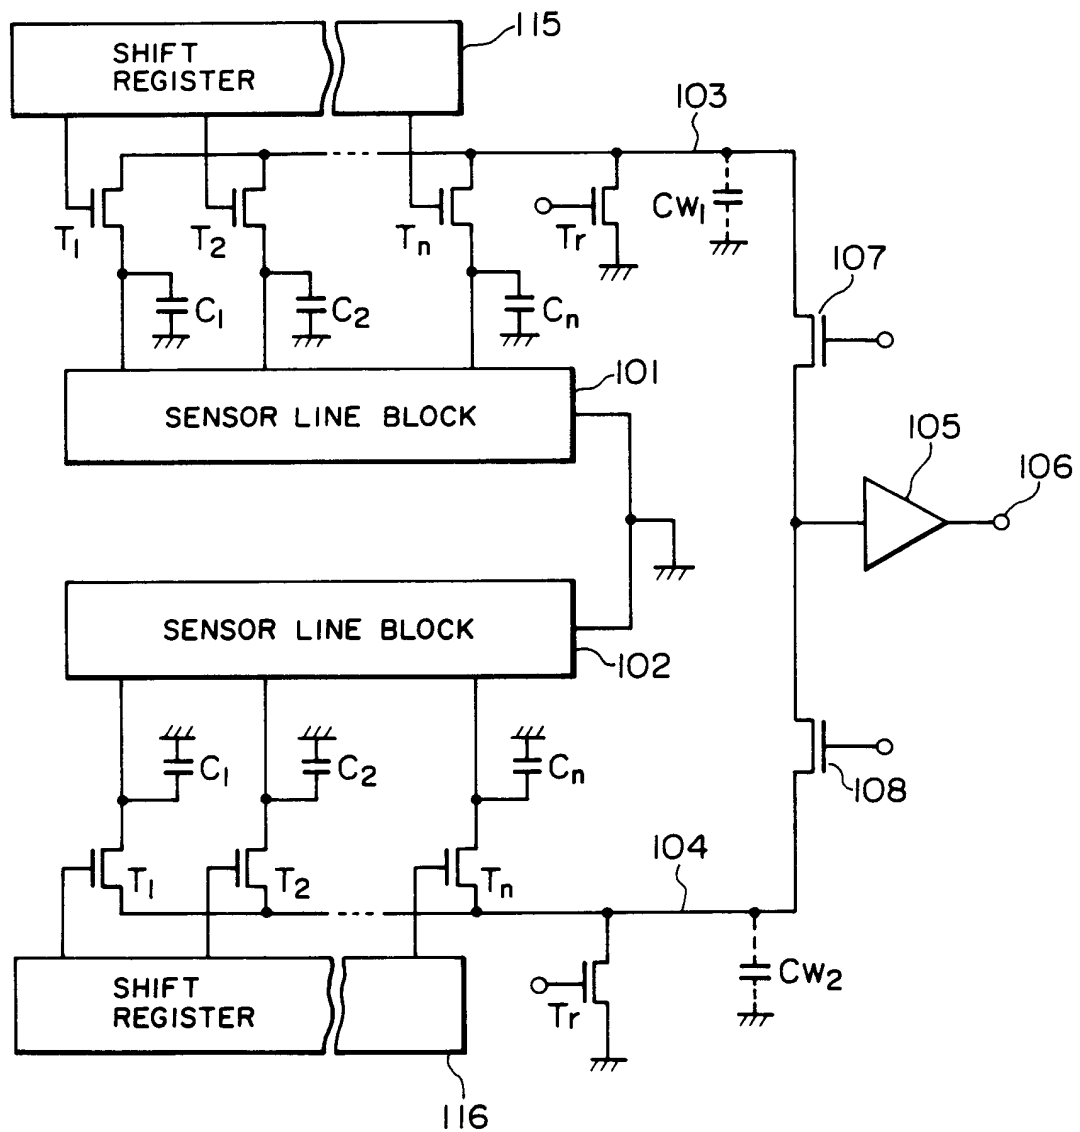 115
SHIFT
REGISTER
103
T1
T2
Tn
Tr
CW1
107
C1
C2
Cn
101
SENSOR LINE BLOCK
105
106
SENSOR LINE BLOCK
102
C1
C2
Cn
108
T1
T2
Tn
104
SHIFT
REGISTER
Tr
CW2
116